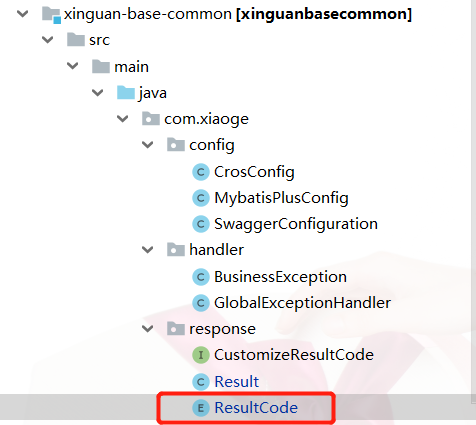 xinguan-base-common [xinguanbasecommon]
src
main
java
com.xiaoge
config
C CrosConfig
C MybatisPlusConfig
C SwaggerConfiguration
handler
C BusinessException
C GlobalExceptionHandler
response
I CustomizeResultCode
C Result
E ResultCode